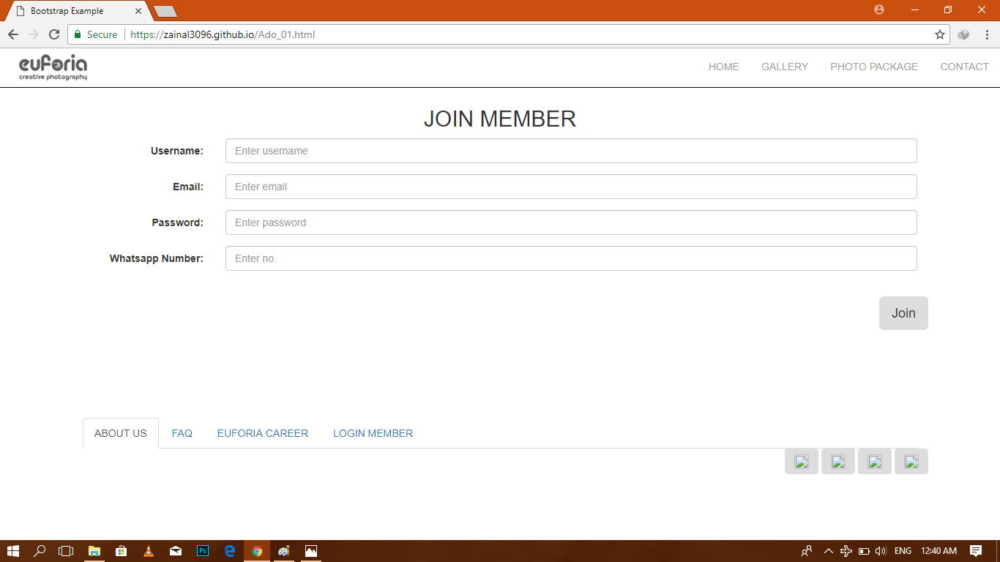 Bootstrap Example
Secure https://zainal3096.github.io/Ado_01.html
euforia
creative photography
HOME GALLERY PHOTO PACKAGE CONTACT
JOIN MEMBER
Username: Enter username
Email: Enter email
Password: Enter password
Whatsapp Number: Enter no.
Join
ABOUT US FAQ EUFORIA CAREER LOGIN MEMBER
Ps ENG 12:40 AM